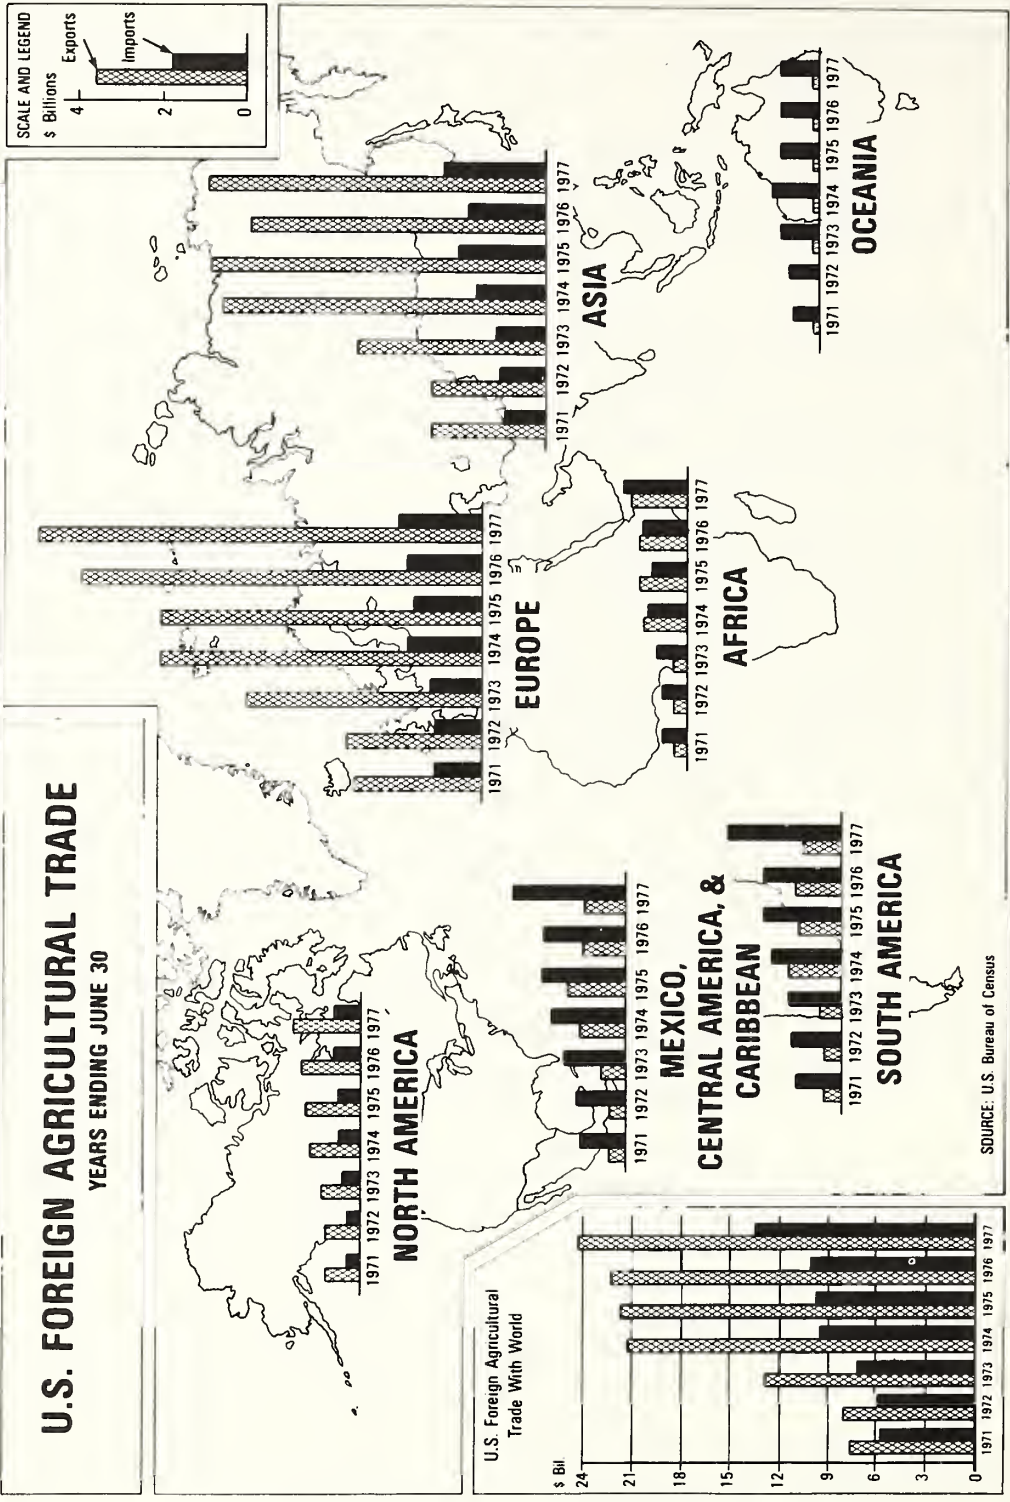 U.S. FOREIGN AGRICULTURAL TRADE
YEARS ENDING JUNE 30
SCALE AND LEGEND
$ Billions
Exports
Imports
4
2
0
1971 1972 1973 1974 1975 1976 1977
NORTH AMERICA
1971 1972 1973 1974 1975 1976 1977
EUROPE
1971 1972 1973 1974 1975 1976 1977
ASIA
1971 1972 1973 1974 1975 1976 1977
MEXICO,
CENTRAL AMERICA, &
CARIBBEAN
1971 1972 1973 1974 1975 1976 1977
AFRICA
1971 1972 1973 1974 1975 1976 1977
OCEANIA
1971 1972 1973 1974 1975 1976 1977
SOUTH AMERICA
U.S. Foreign Agricultural
Trade With World
$ Bil.
24
21
18
15
12
9
6
3
0
1971 1972 1973 1974 1975 1976 1977
SOURCE: U.S. Bureau of Census